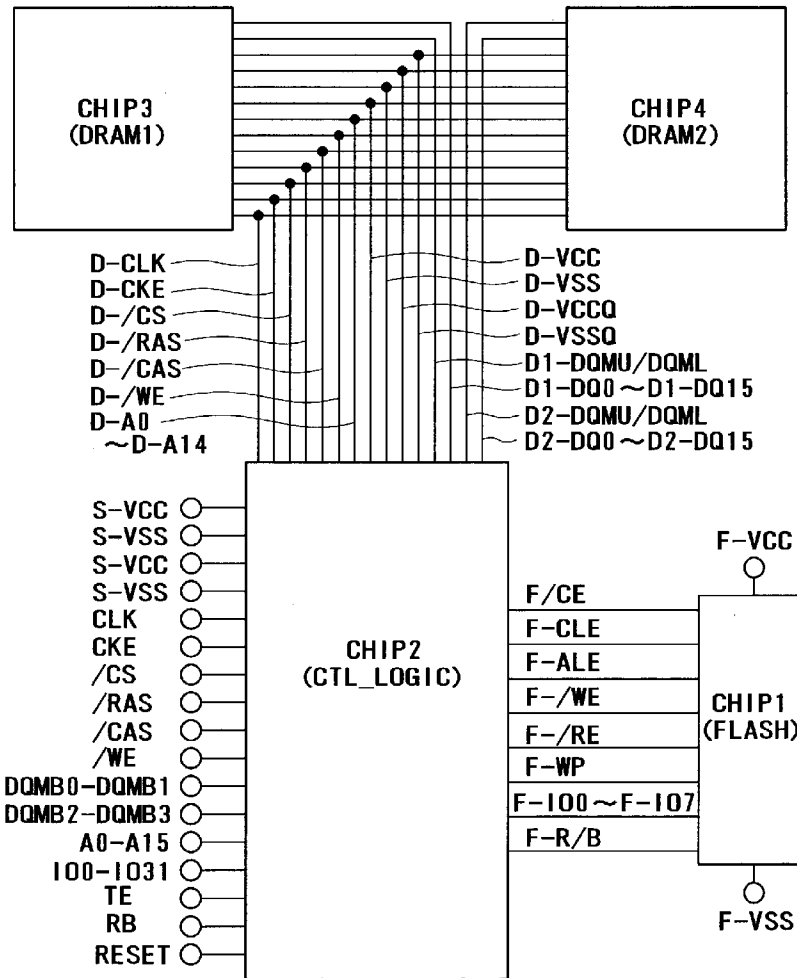 CHIP3
(DRAM1)
CHIP4
(DRAM2)
D-CLK
D-CKE
D-/CS
D-/RAS
D-/CAS
D-/WE
D-A0
～D-A14
D-VCC
D-VSS
D-VCCQ
D-VSSQ
D1-DQMU/DQML
D1-DQ0～D1-DQ15
D2-DQMU/DQML
D2-DQ0～D2-DQ15
S-VCC
S-VSS
S-VCC
S-VSS
CLK
CKE
/CS
/RAS
/CAS
/WE
DQMB0-DQMB1
DQMB2-DQMB3
A0-A15
IO0-IO31
TE
RB
RESET
CHIP2
(CTL_LOGIC)
F/CE
F-CLE
F-ALE
F-/WE
F-/RE
F-WP
F-IO0～F-IO7
F-R/B
F-VCC
CHIP1
(FLASH)
F-VSS